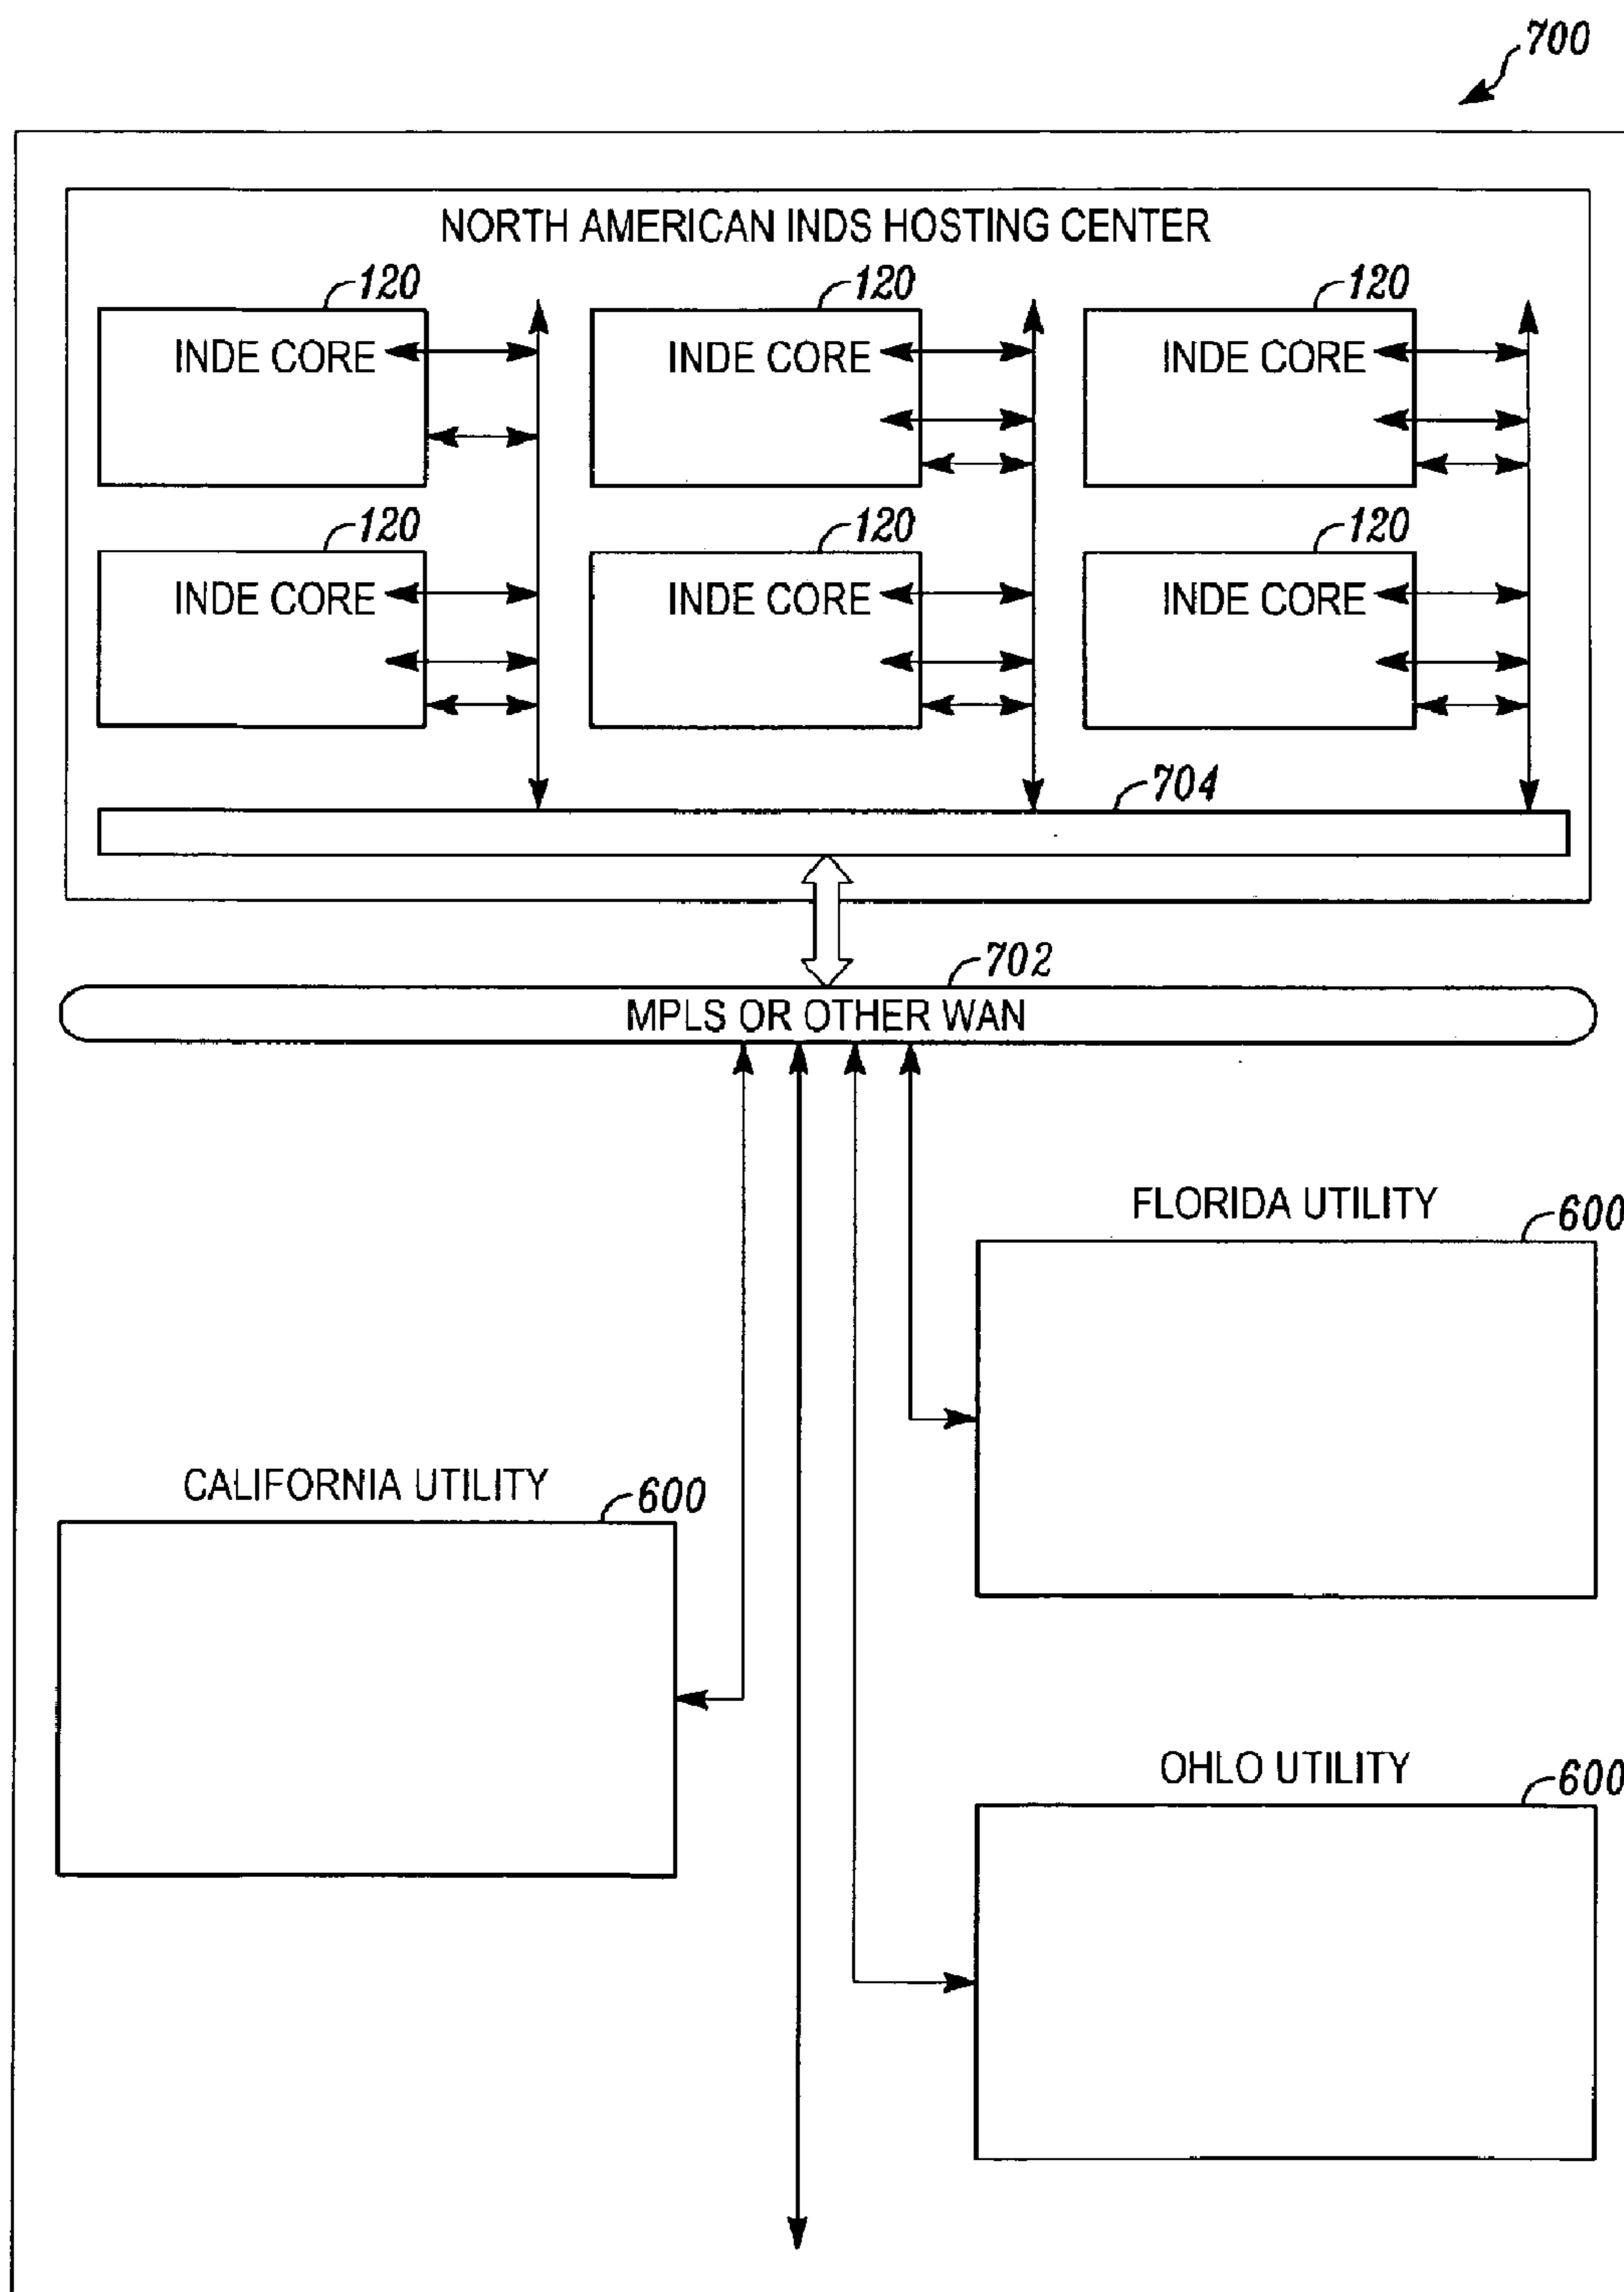 700
NORTH AMERICAN INDS HOSTING CENTER
120 120 120
INDE CORE INDE CORE INDE CORE
120 120 120
INDE CORE INDE CORE INDE CORE
704
702
MPLS OR OTHER WAN
FLORIDA UTILITY
600
CALIFORNIA UTILITY
600
OHLO UTILITY
600